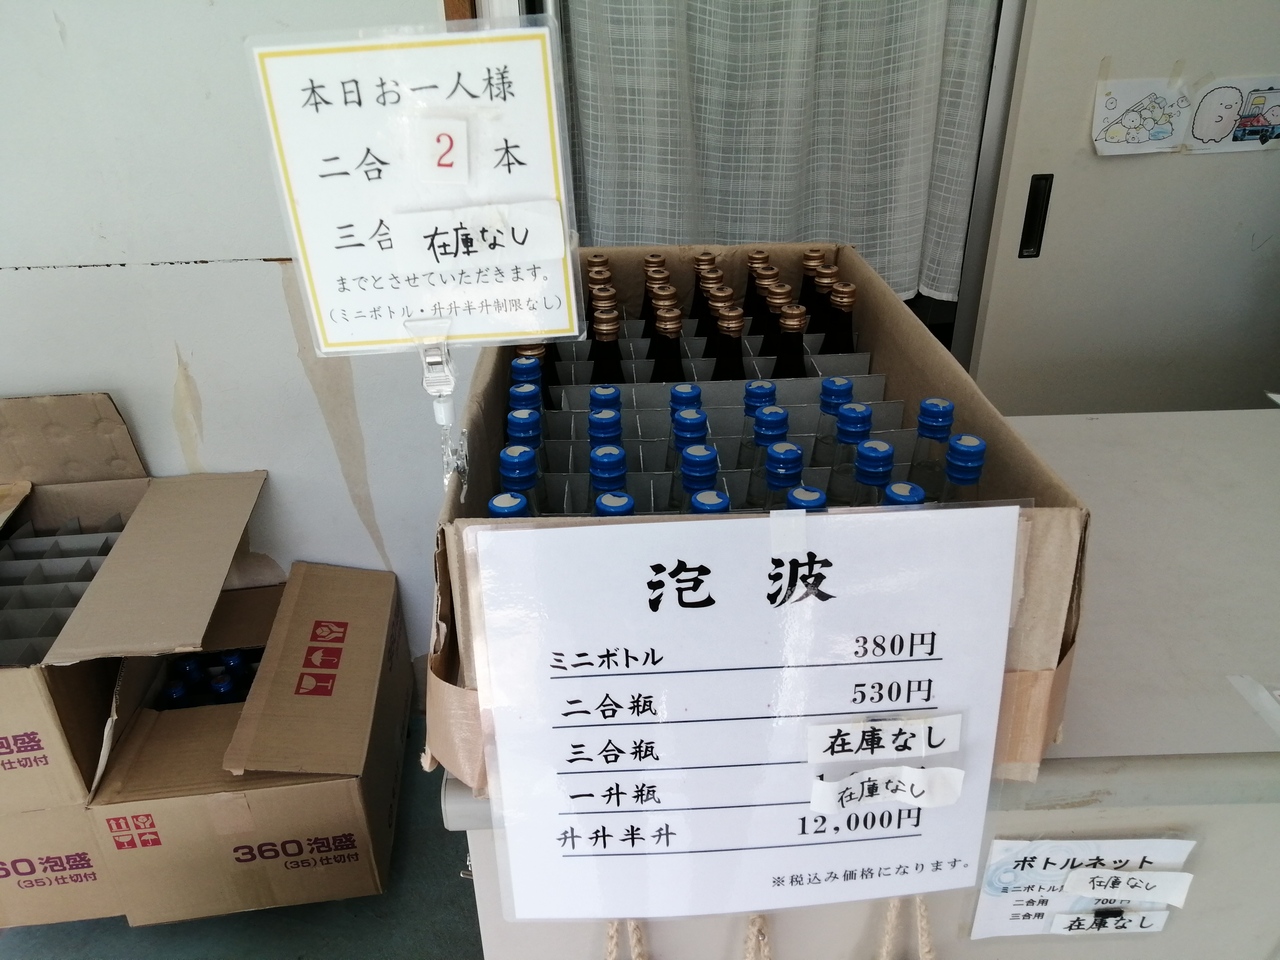 本日お一人様
二合 2 本
三合 在庫なし
までとさせていただきます。
(ミニボトル・升升半升制限なし)
泡 波
ミニボトル 380円
二合瓶 530円
三合瓶 在庫なし
一升瓶 在庫なし
升升半升 12,000円
※税込み価格になります。
ボトルネット
ミニボトル 在庫なし
二合用 700円
三合用 在庫なし
泡盛
仕切付
60泡盛
(35)仕切付
360泡盛
(35)仕切付